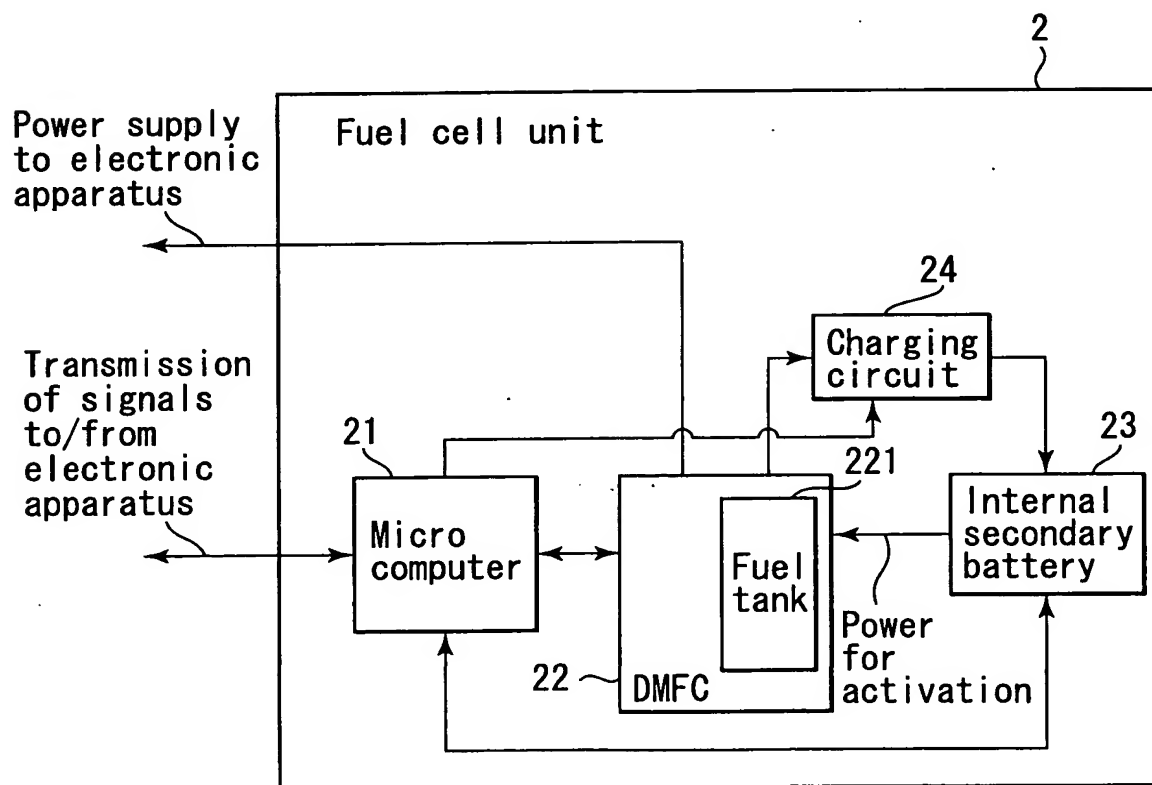 2
Fuel cell unit
Power supply
to electronic
apparatus
24
Charging
circuit
Transmission
of signals
to/from
electronic
apparatus
21
Micro
computer
221
Fuel
tank
22
DMFC
23
Internal
secondary
battery
Power
for
activation